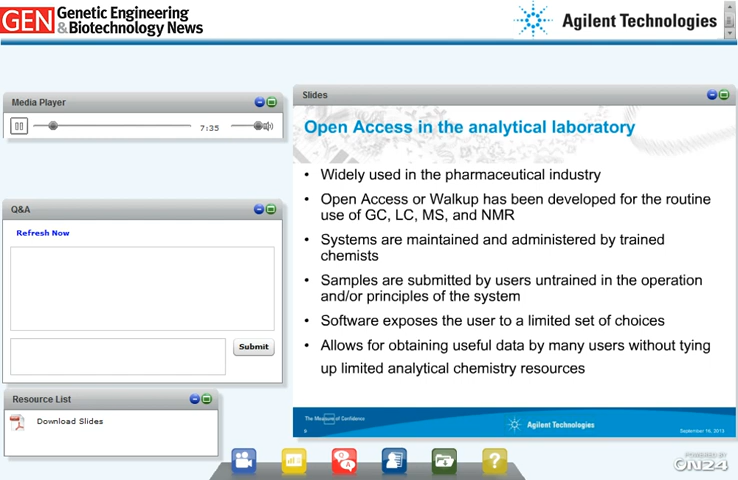 GEN Genetic Engineering
& Biotechnology News
Agilent Technologies
Media Player
7:35
Q&A
Refresh Now
Submit
Resource List
Download Slides
Slides
Open Access in the analytical laboratory
• Widely used in the pharmaceutical industry
• Open Access or Walkup has been developed for the routine
use of GC, LC, MS, and NMR
• Systems are maintained and administered by trained
chemists
• Samples are submitted by users untrained in the operation
and/or principles of the system
• Software exposes the user to a limited set of choices
• Allows for obtaining useful data by many users without tying
up limited analytical chemistry resources
The Measure of Confidence
Agilent Technologies
September 16, 2013
Q
A
?
POWERED BY
ON24